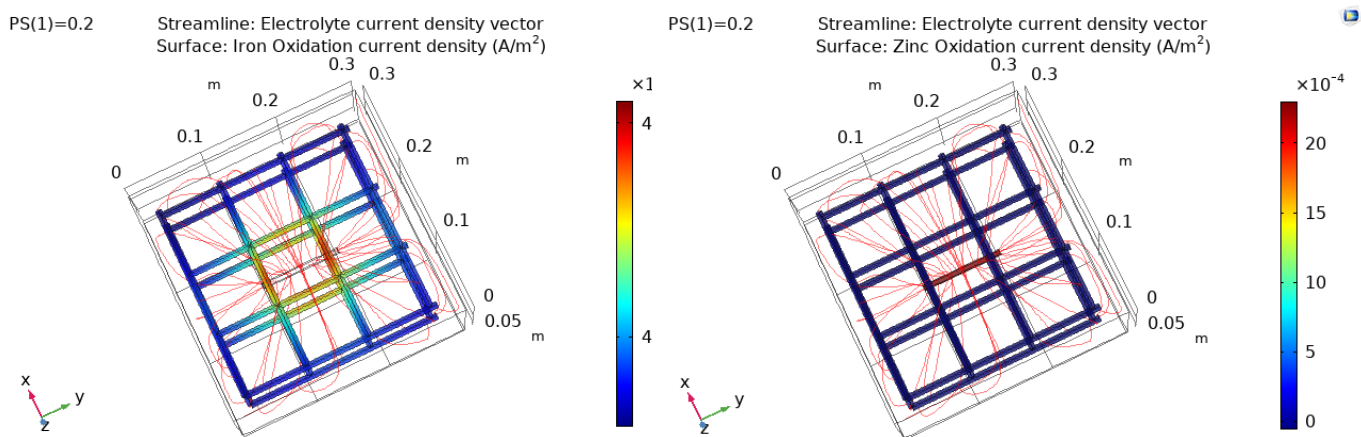 PS(1)=0.2
Streamline: Electrolyte current density vector
Surface: Iron Oxidation current density (A/m²)
0.3
0.3
m
0.2
0.1
0
0.2
m
0.1
0
0.05
m
×1
4
4
x
y
z
PS(1)=0.2
Streamline: Electrolyte current density vector
Surface: Zinc Oxidation current density (A/m²)
0.3
0.3
m
0.2
0.1
0
0.2
m
0.1
0
0.05
m
×10⁻⁴
20
15
10
5
0
x
y
z